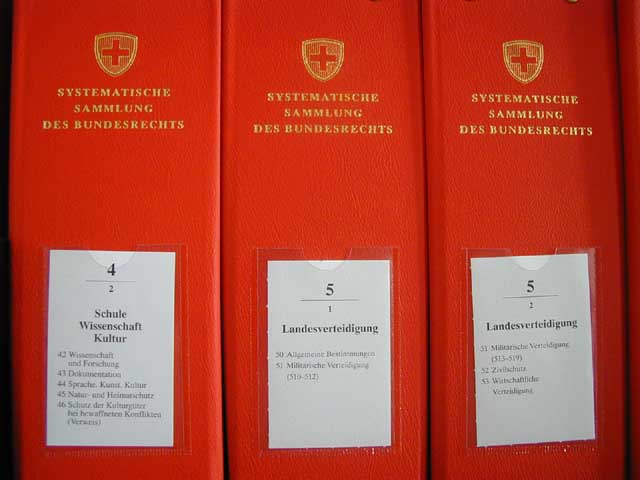 SYSTEMATISCHE
SAMMLUNG
DES BUNDESRECHTS
4
2
Schule
Wissenschaft
Kultur
42 Wissenschaft
und Forschung
43 Dokumentation
44 Sprache, Kunst, Kultur
45 Natur- und Heimatschutz
46 Schutz der Kulturgüter
bei bewaffneten Konflikten
(Verweis)
SYSTEMATISCHE
SAMMLUNG
DES BUNDESRECHTS
5
1
Landesverteidigung
50 Allgemeine Bestimmungen
51 Militärische Verteidigung
(510–512)
SYSTEMATISCHE
SAMMLUNG
DES BUNDESRECHTS
5
2
Landesverteidigung
51 Militärische Verteidigung
(513–519)
52 Zivilschutz
53 Wirtschaftliche
Verteidigung